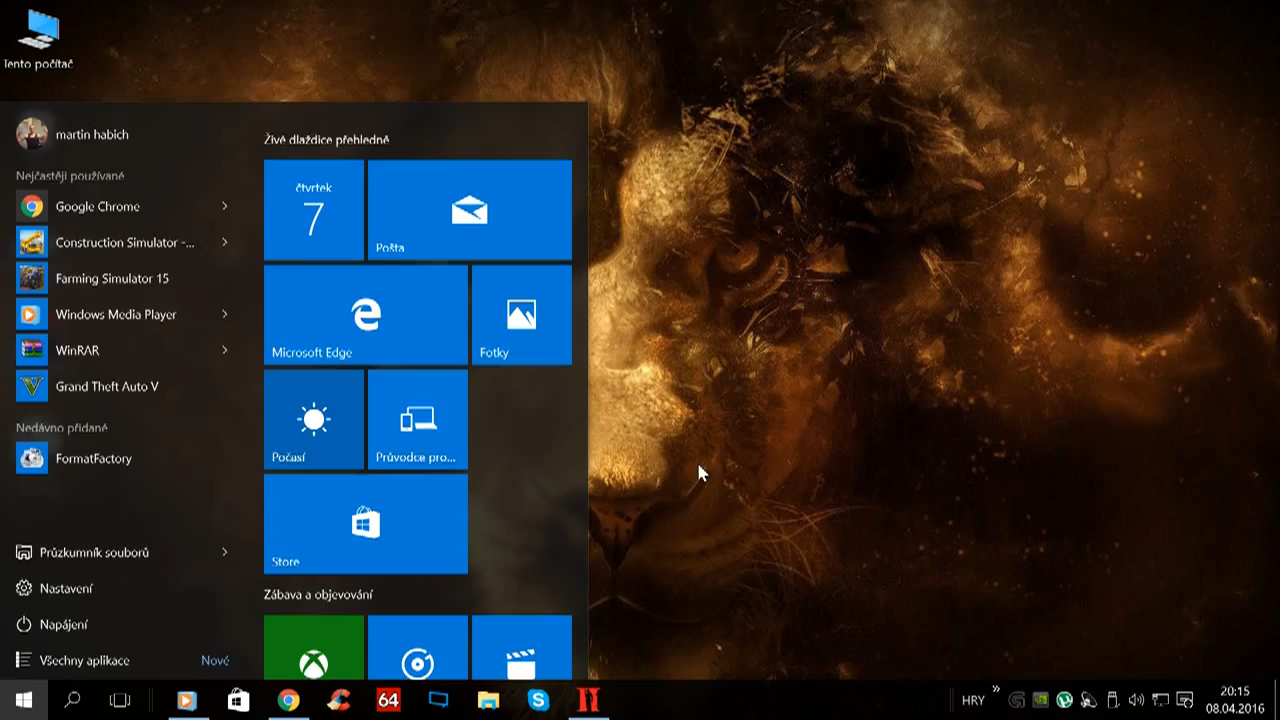 Tento počítač
martin habich
Nejčastěji používané
Google Chrome
Construction Simulator -...
Farming Simulator 15
Windows Media Player
WinRAR
Grand Theft Auto V
Nedávno přidané
FormatFactory
Průzkumník souborů
Nastavení
Napájení
Všechny aplikace Nové
Živé dlaždice přehledně
čtvrtek
7
Pošta
Microsoft Edge
Fotky
Počasí
Průvodce pro...
Store
Zábava a objevování
64
HRY
20:15
08.04.2016